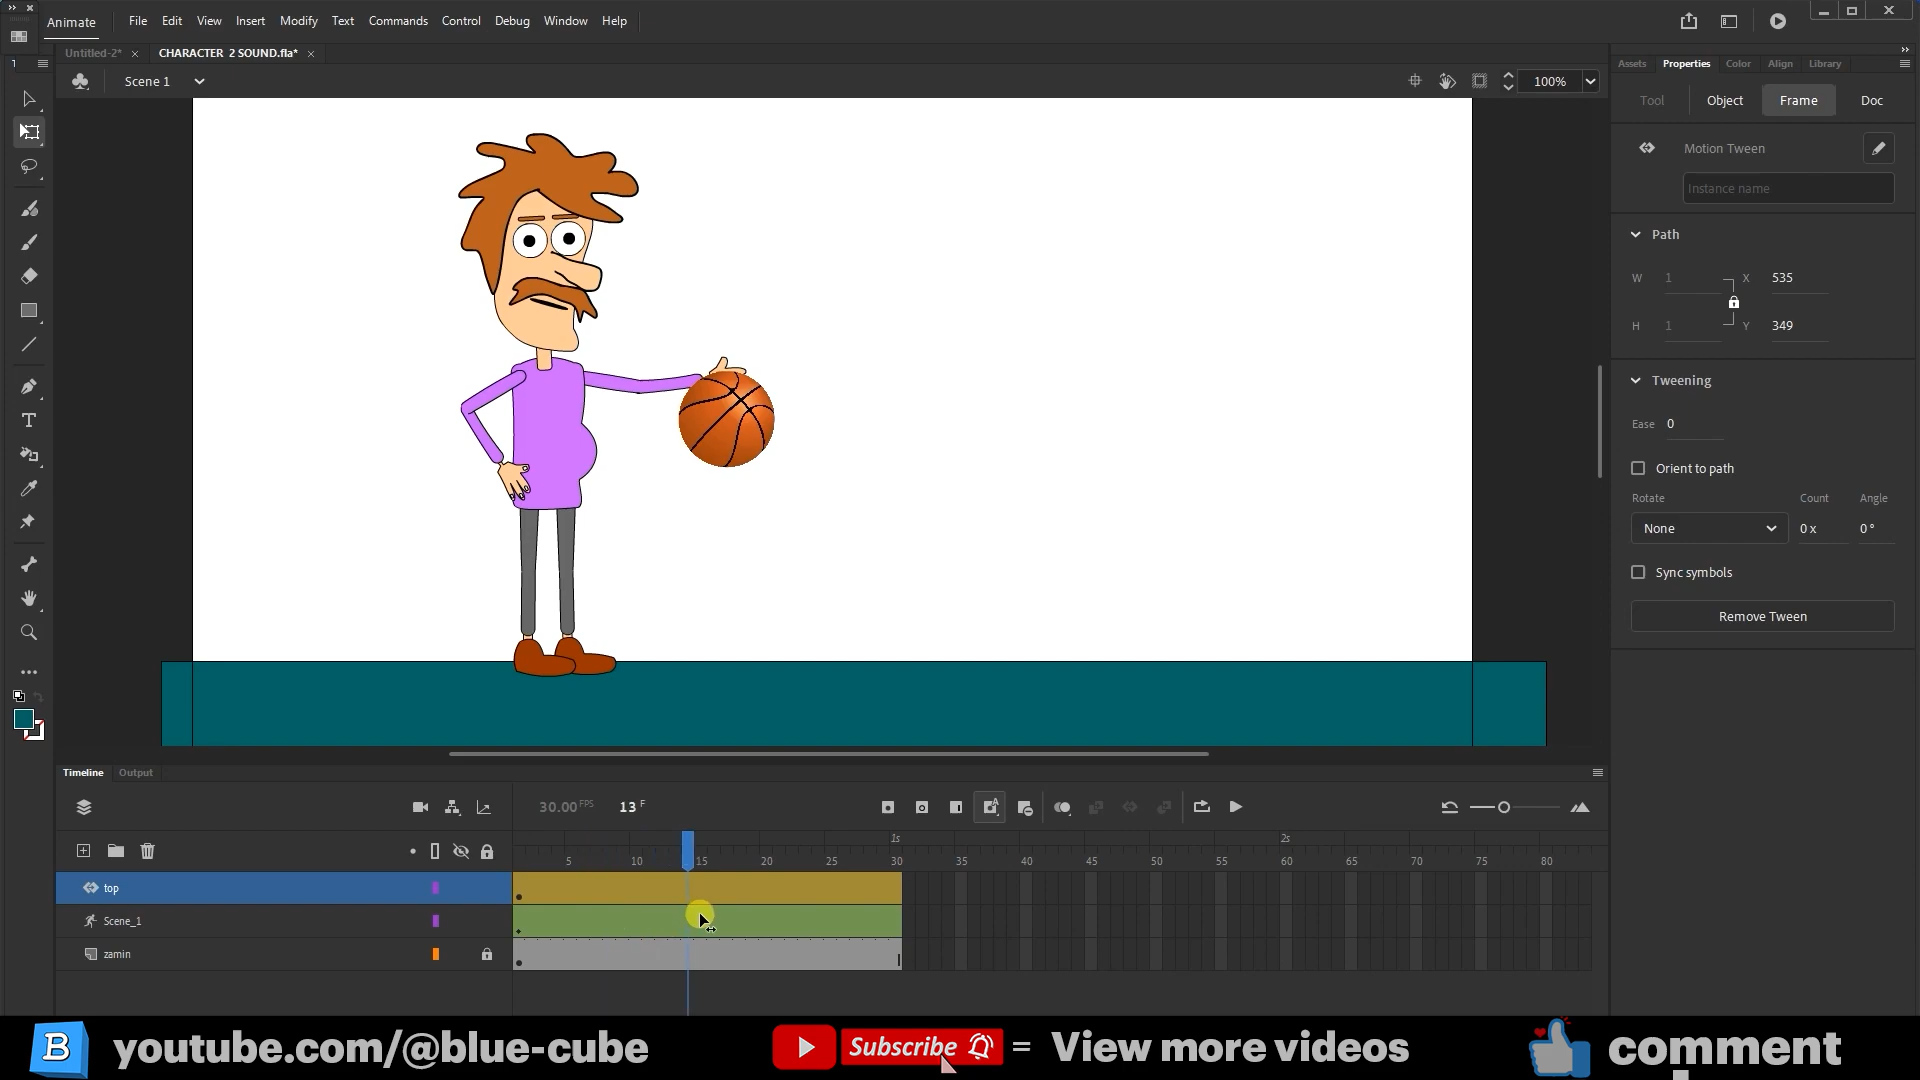 Animate
File Edit View Insert Modify Text Commands Control Debug Window Help
Untitled-2* × CHARACTER 2 SOUND.fla* ×
Scene 1
100%
Assets Properties Color Align Library
Tool Object Frame Doc
Motion Tween
Instance name
Path
W 1 X 535
H 1 Y 349
Tweening
Ease 0
Orient to path
Rotate Count Angle
None 0 x 0 °
Sync symbols
Remove Tween
Timeline Output
30.00 FPS 13 F
1s 2s
5 10 15 20 25 30 35 40 45 50 55 60 65 70 75 80
top
Scene_1
zamin
B youtube.com/@blue-cube Subscribe = View more videos comment